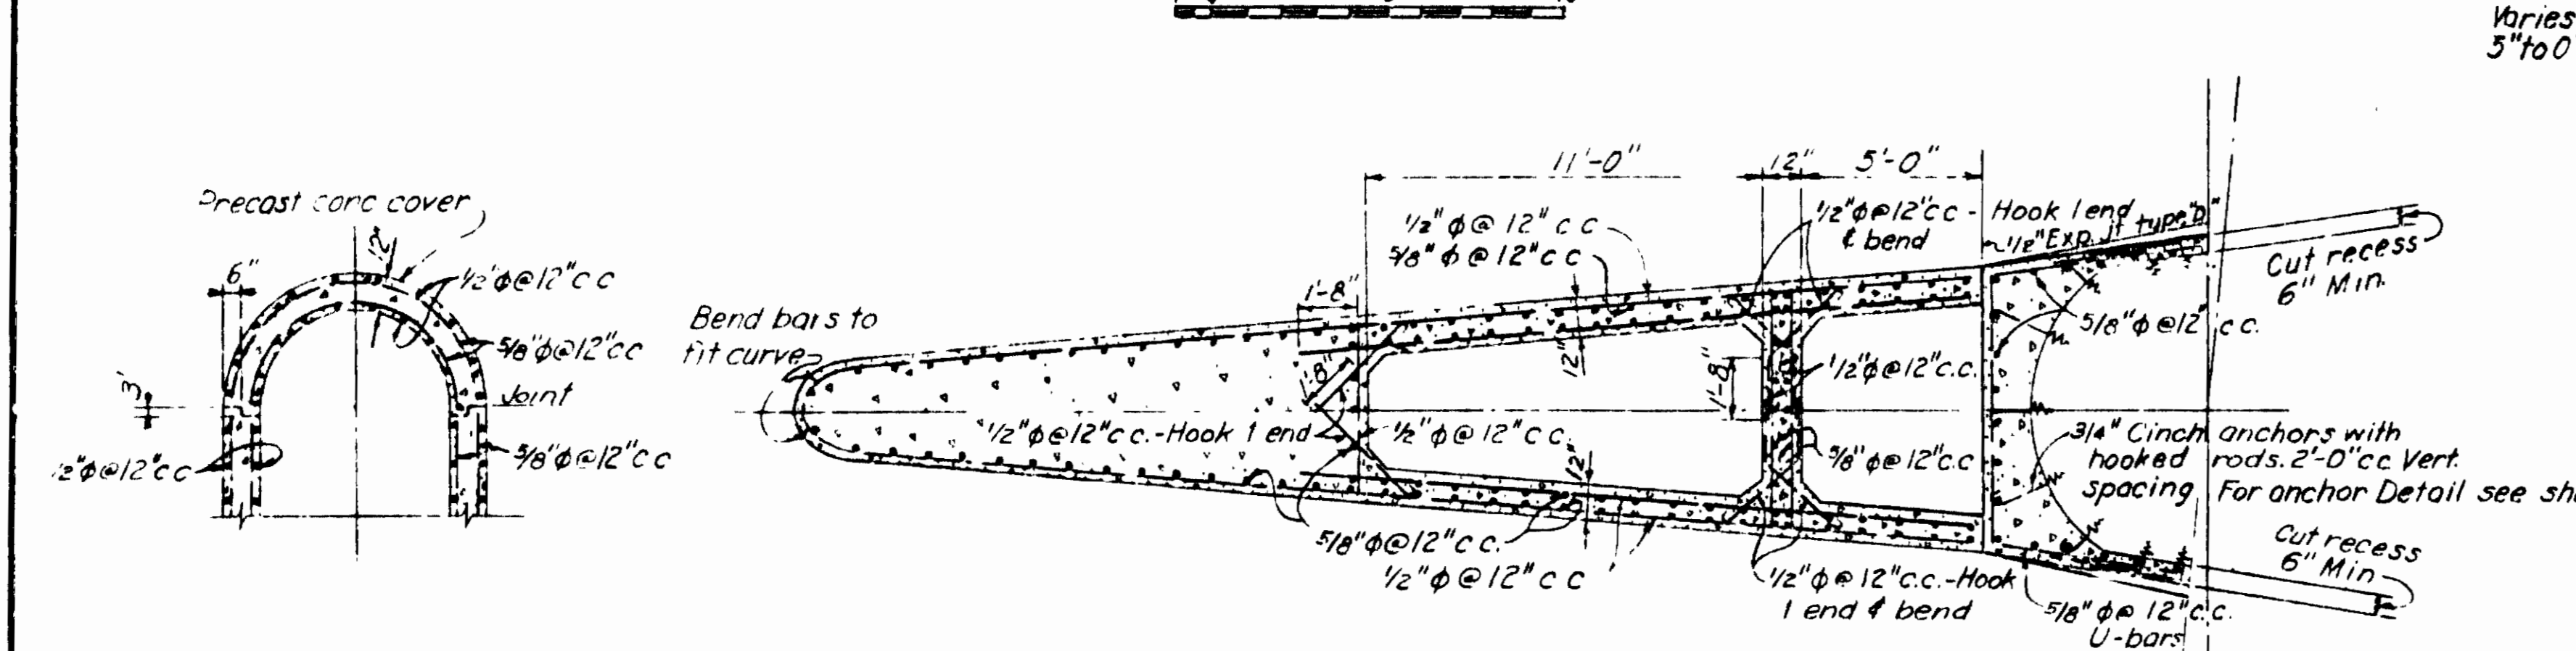 Varies
5" to 0
Precast conc cover
12"
6"
1/2"φ@12"c c
5/8"φ@12"cc
Joint
3"
1/2"φ@12"c c
5/8"φ@12"c c
Bend bars to
fit curve
11'-0"
12"
5'-0"
1/2"φ@12"c c
5/8"φ@12"c c
1'-8"
12"
1'-8"
1/2"φ@12"c c.-Hook 1 end
1/2"φ@12"c c.
1/2"φ@12"cc - Hook 1 end
& bend
1/2" Exp. jt type "D"
Cut recess
6" Min.
5/8"φ@12" c.c.
1/2"φ@12"c.c.
1'-8"
5/8"φ@12"c.c
3/4" Cinch anchors with
hooked rods. 2'-0"cc Vert.
spacing For anchor Detail see
12"
5/8"φ@12"c c.
1/2"φ@12"c c
1/2"φ@12"c.c.-Hook
1 end & bend
Cut recess
6" Min
5/8"φ@12"c.c.
U-bars